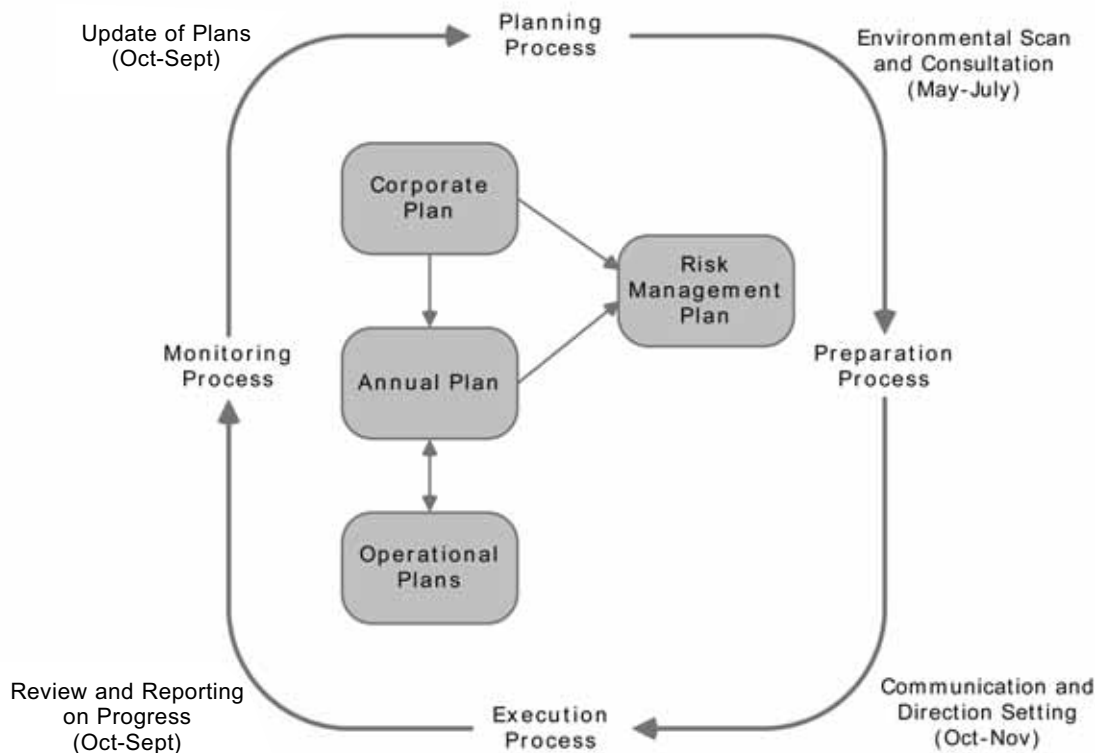 Update of Plans
(Oct-Sept)
Planning
Process
Environmental Scan
and Consultation
(May-July)
Corporate
Plan
Risk
Management
Plan
Monitoring
Process
Annual Plan
Preparation
Process
Operational
Plans
Review and Reporting
on Progress
(Oct-Sept)
Execution
Process
Communication and
Direction Setting
(Oct-Nov)